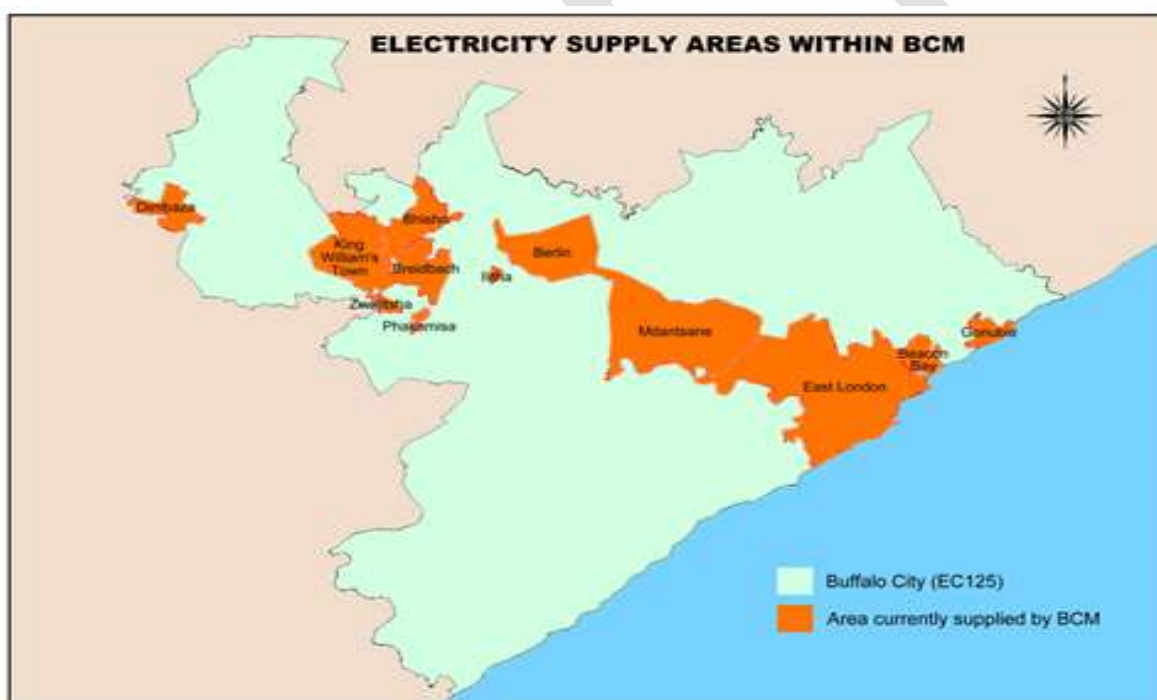 ELECTRICITY SUPPLY AREAS WITHIN BCM
Dimbaza
Bhisho
King
William's
Town
Breidbach
Berlin
Ilitha
Zwelitsha
Phakamisa
Mdantsane
Gonubie
Beacon
Bay
East London
Buffalo City (EC125)
Area currently supplied by BCM